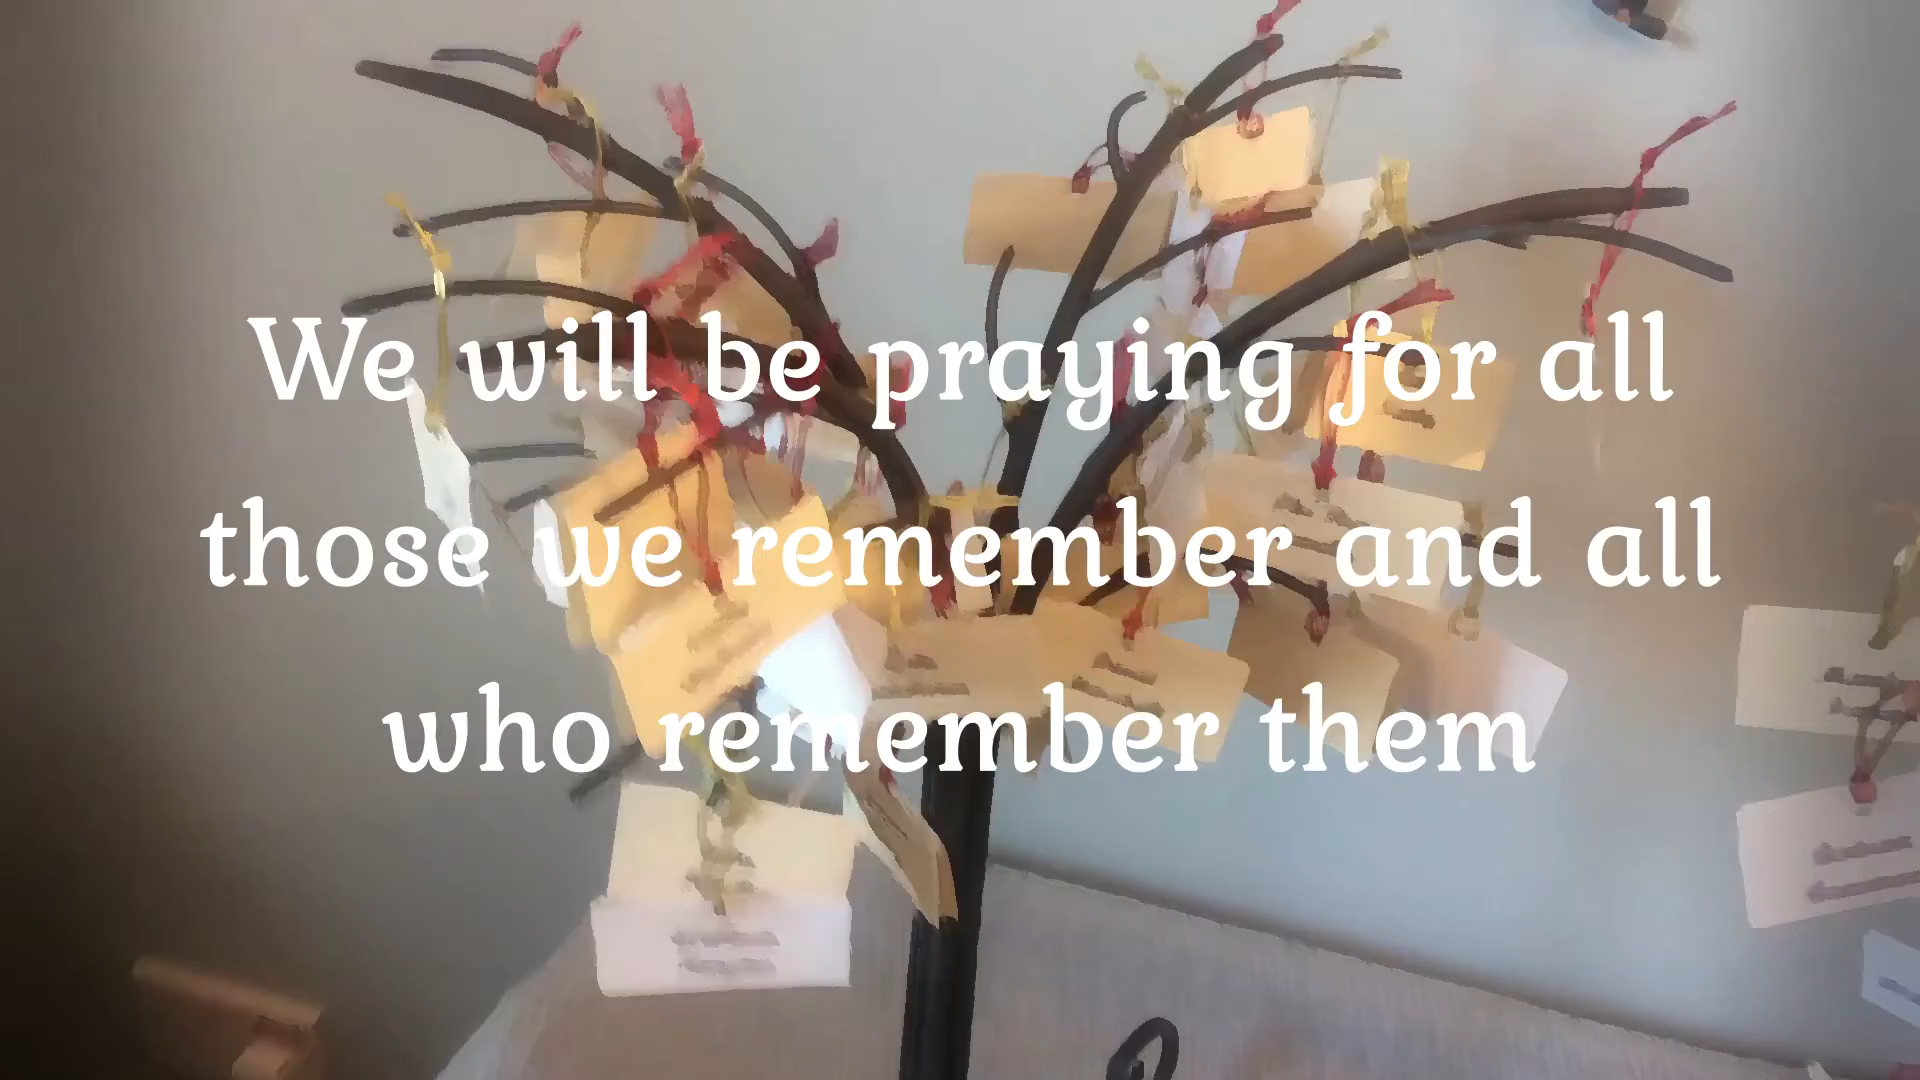 We will be praying for all
those we remember and all
who remember them